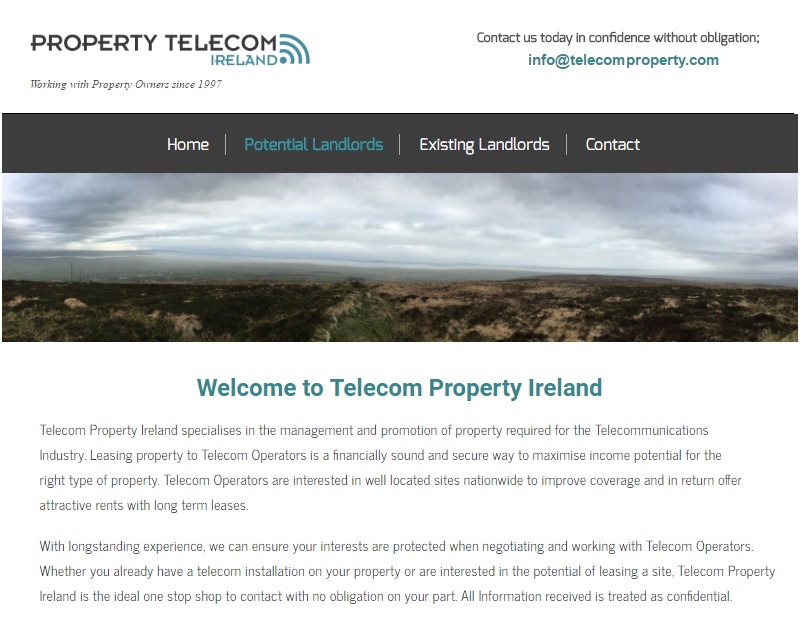 PROPERTY TELECOM
IRELAND
Working with Property Owners since 1997
Contact us today in confidence without obligation;
info@telecomproperty.com
Home
Potential Landlords
Existing Landlords
Contact
Welcome to Telecom Property Ireland
Telecom Property Ireland specialises in the management and promotion of property required for the Telecommunications
Industry. Leasing property to Telecom Operators is a financially sound and secure way to maximise income potential for the
right type of property. Telecom Operators are interested in well located sites nationwide to improve coverage and in return offer
attractive rents with long term leases.
With longstanding experience, we can ensure your interests are protected when negotiating and working with Telecom Operators.
Whether you already have a telecom installation on your property or are interested in the potential of leasing a site, Telecom Property
Ireland is the ideal one stop shop to contact with no obligation on your part. All Information received is treated as confidential.